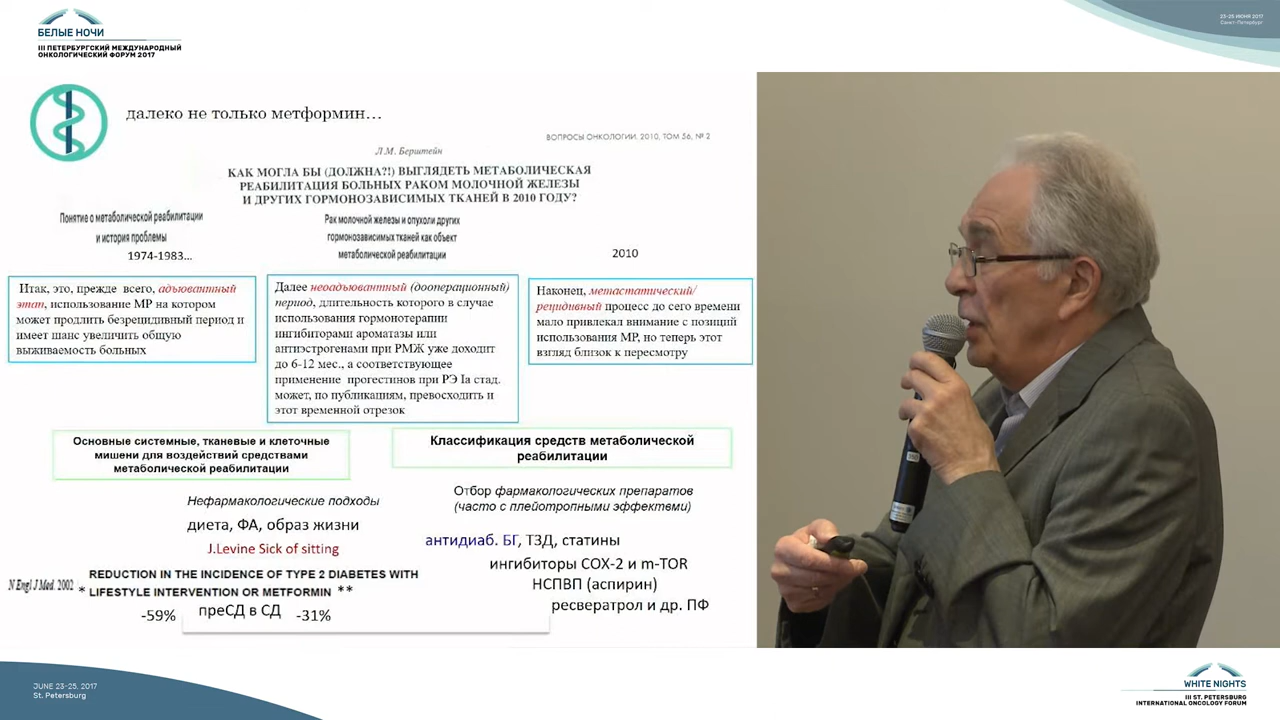 БЕЛЫЕ НОЧИ
III ПЕТЕРБУРГСКИЙ МЕЖДУНАРОДНЫЙ
ОНКОЛОГИЧЕСКИЙ ФОРУМ 2017
23-25 ИЮНЯ 2017
Санкт-Петербург
далеко не только метформин...
ВОПРОСЫ ОНКОЛОГИИ. 2010, ТОМ 56, № 2
Л.М. Берштейн
КАК МОГЛА БЫ (ДОЛЖНА?!) ВЫГЛЯДЕТЬ МЕТАБОЛИЧЕСКАЯ
РЕАБИЛИТАЦИЯ БОЛЬНЫХ РАКОМ МОЛОЧНОЙ ЖЕЛЕЗЫ
И ДРУГИХ ГОРМОНОЗАВИСИМЫХ ТКАНЕЙ В 2010 ГОДУ?
Понятие о метаболической реабилитации
и история проблемы
1974-1983...
Рак молочной железы и опухоли других
гормонозависимых тканей как объект
метаболической реабилитации
2010
Итак, это, прежде всего, адъювантный
этап, использование МР на котором
может продлить безрецидивный период и
имеет шанс увеличить общую
выживаемость больных
Далее неоадъювантный (дооперационный)
период, длительность которого в случае
использования гормонотерапии
ингибиторами ароматазы или
антиэстрогенами при РМЖ уже доходит
до 6-12 мес., а соответствующее
применение прогестинов при РЭ Ia стад.
может, по публикациям, превосходить и
этот временной отрезок
Наконец, метастатический/
рецидивный процесс до сего времени
мало привлекал внимание с позиций
использования МР, но теперь этот
взгляд близок к пересмотру
Основные системные, тканевые и клеточные
мишени для воздействий средствами
метаболической реабилитации
Классификация средств метаболической
реабилитации
Нефармакологические подходы
диета, ФА, образ жизни
J.Levine Sick of sitting
Отбор фармакологических препаратов
(часто с плейотропными эффектвми)
антидиаб. БГ, ТЗД, статины
ингибиторы COX-2 и m-TOR
НСПВП (аспирин)
ресвератрол и др. ПФ
N Engl J Med. 2002
REDUCTION IN THE INCIDENCE OF TYPE 2 DIABETES WITH
* LIFESTYLE INTERVENTION OR METFORMIN **
-59% преСД в СД -31%
JUNE 23-25, 2017
St. Petersburg
WHITE NIGHTS
III ST. PETERSBURG
INTERNATIONAL ONCOLOGY FORUM